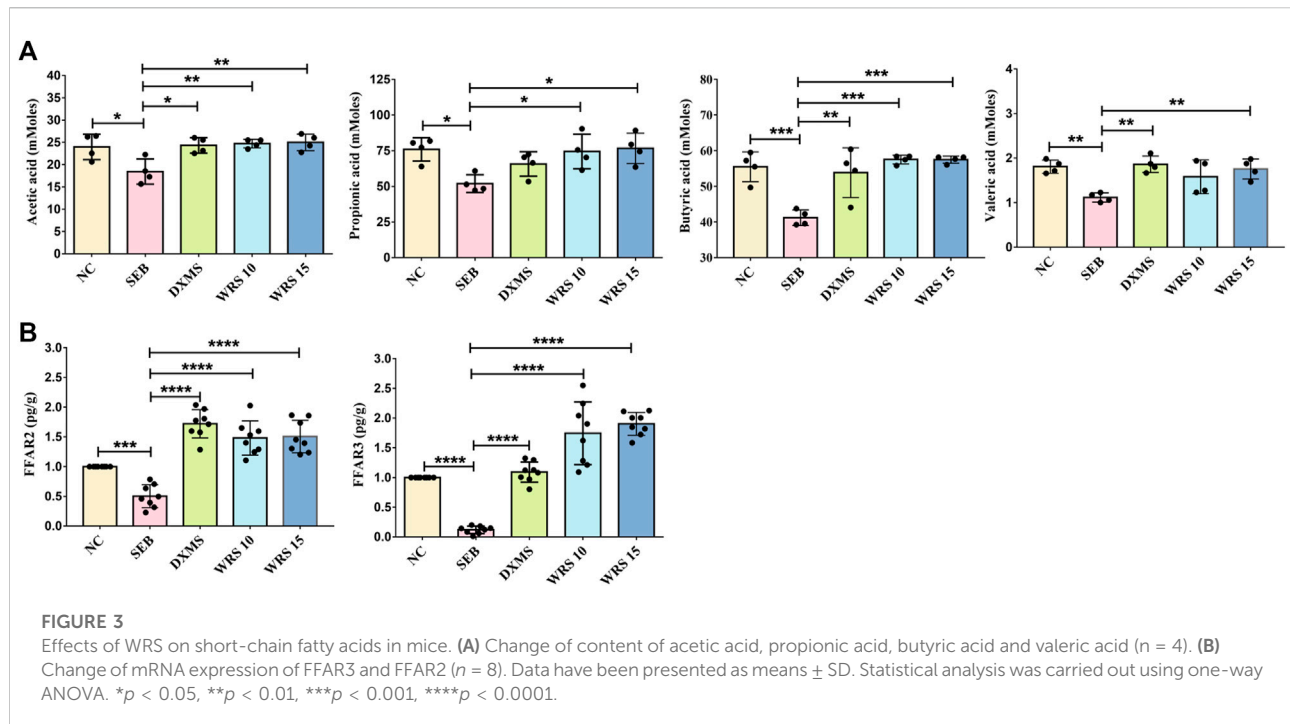 A
Acetic acid (mMoles)
40
35
30
25
20
15
10
5
0
*
*
**
**
NC
SEB
DXMS
WRS 10
WRS 15
Propionic acid (mMoles)
125
100
75
50
25
0
*
*
*
NC
SEB
DXMS
WRS 10
WRS 15
Butyric acid (mMoles)
60
50
40
30
***
**
***
***
NC
SEB
DXMS
WRS 10
WRS 15
Valeric acid (mMoles)
4
3
2
1
0
**
**
**
NC
SEB
DXMS
WRS 10
WRS 15
B
FFAR2 (pg/g)
3.0
2.5
2.0
1.5
1.0
0.5
0.0
***
****
****
****
NC
SEB
DXMS
WRS 10
WRS 15
FFAR3 (pg/g)
3.0
2.5
2.0
1.5
1.0
0.5
0.0
****
****
****
****
NC
SEB
DXMS
WRS 10
WRS 15
FIGURE 3
Effects of WRS on short-chain fatty acids in mice. (A) Change of content of acetic acid, propionic acid, butyric acid and valeric acid (n = 4). (B)
Change of mRNA expression of FFAR3 and FFAR2 (n = 8). Data have been presented as means ± SD. Statistical analysis was carried out using one-way
ANOVA. *p < 0.05, **p < 0.01, ***p < 0.001, ****p < 0.0001.